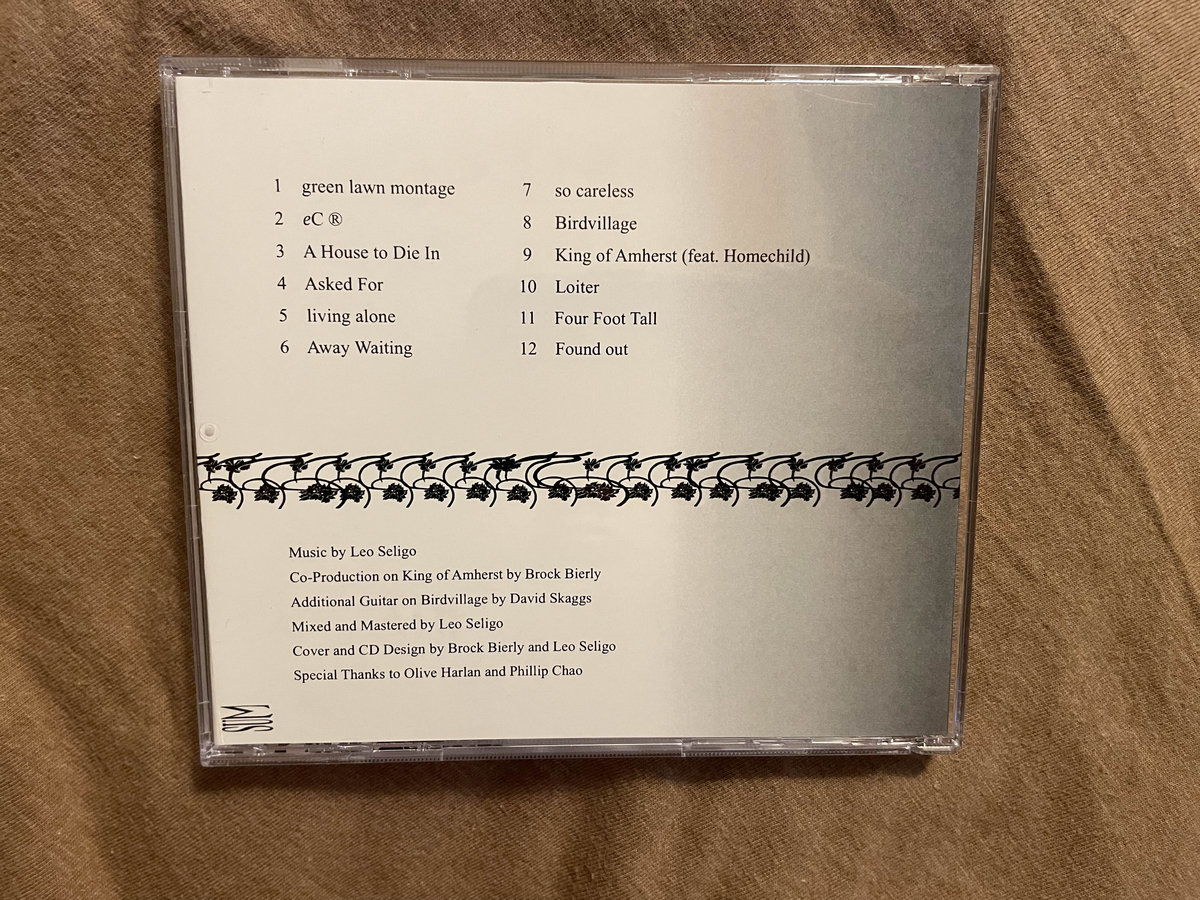 1 green lawn montage
2 eC ®
3 A House to Die In
4 Asked For
5 living alone
6 Away Waiting
7 so careless
8 Birdvillage
9 King of Amherst (feat. Homechild)
10 Loiter
11 Four Foot Tall
12 Found out
Music by Leo Seligo
Co-Production on King of Amherst by Brock Bierly
Additional Guitar on Birdvillage by David Skaggs
Mixed and Mastered by Leo Seligo
Cover and CD Design by Brock Bierly and Leo Seligo
Special Thanks to Olive Harlan and Phillip Chao
SUM